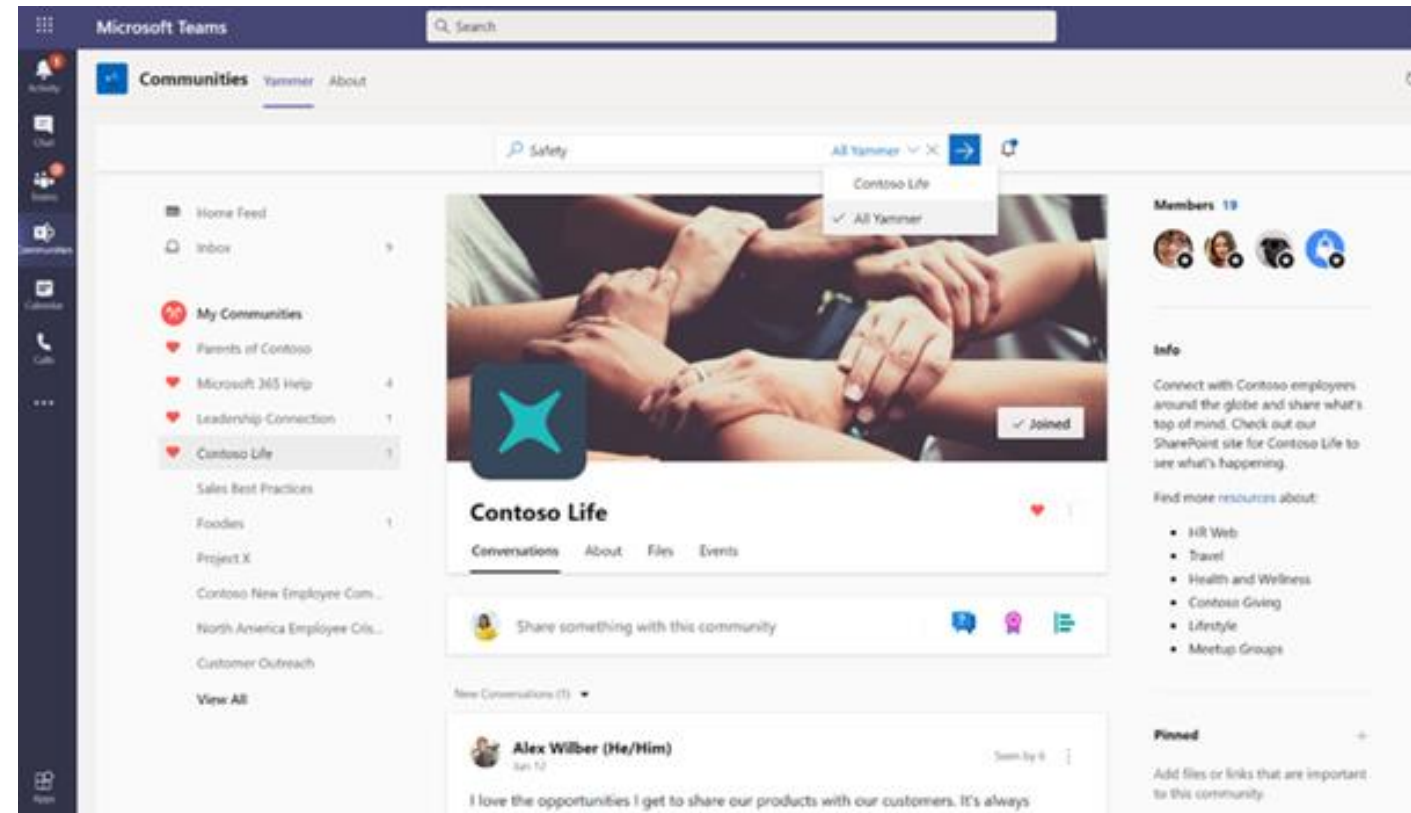 Microsoft Teams
Search
Activity
Chat
Teams
Communities
Calendar
Calls
Apps
Communities Yammer About
Safety
All Yammer
Contoso Life
All Yammer
Home Feed
Inbox 9
My Communities
Parents of Contoso
Microsoft 365 Help 4
Leadership Connection 1
Contoso Life 1
Sales Best Practices
Foodies 1
Project X
Contoso New Employee Com...
North America Employee Cris...
Customer Outreach
View All
Joined
Contoso Life
Conversations About Files Events
Share something with this community
New Conversations (1)
Alex Wilber (He/Him)
Jun 12
Seen by 6
I love the opportunities I get to share our products with our customers. It's always
Members 19
Info
Connect with Contoso employees
around the globe and share what's
top of mind. Check out our
SharePoint site for Contoso Life to
see what's happening.
Find more resources about:
• HR Web
• Travel
• Health and Wellness
• Contoso Giving
• Lifestyle
• Meetup Groups
Pinned
Add files or links that are important
to this community.